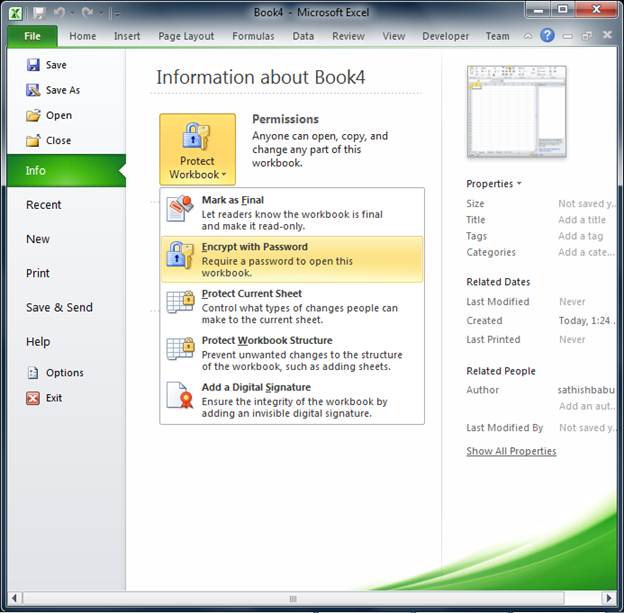 Book4 - Microsoft Excel
File Home Insert Page Layout Formulas Data Review View Developer Team
Save
Save As
Open
Close
Info
Recent
New
Print
Save & Send
Help
Options
Exit
Information about Book4
Protect
Workbook
Permissions
Anyone can open, copy, and
change any part of this
workbook.
Mark as Final
Let readers know the workbook is final
and make it read-only.
Encrypt with Password
Require a password to open this
workbook.
Protect Current Sheet
Control what types of changes people can
make to the current sheet.
Protect Workbook Structure
Prevent unwanted changes to the structure
of the workbook, such as adding sheets.
Add a Digital Signature
Ensure the integrity of the workbook by
adding an invisible digital signature.
Properties
Size Not saved y...
Title Add a title
Tags Add a tag
Categories Add a cate...
Related Dates
Last Modified Never
Created Today, 1:24 ...
Last Printed Never
Related People
Author sathishbabu
Add an aut...
Last Modified By Not saved y...
Show All Properties